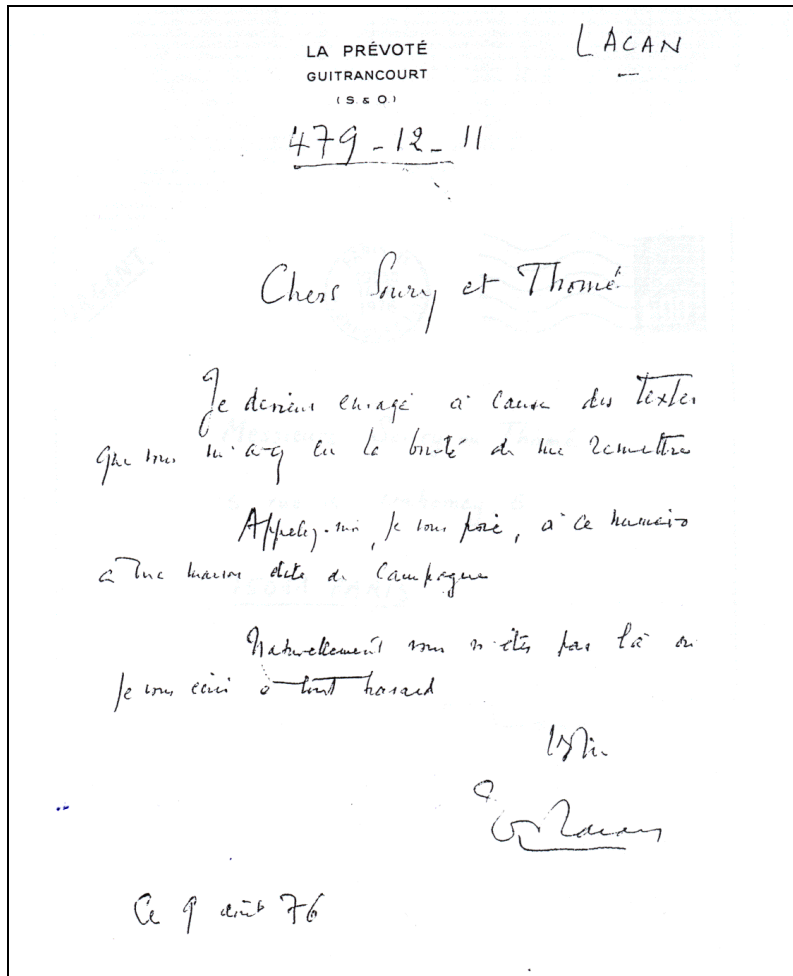 LACAN
LA PRÉVOTÉ
GUITRANCOURT
(S. & O.)
479-12-11
Chers Soury et Thomé
Je deviens enragé à cause des textes
que vous m'a-q eu la bonté de me remettre
Appelez-moi, je vous prie, à ce numéro
à une maison dite de campagne
Naturellement vous n'êtes pas là où
je vous écris à tout hasard
Lacan
Ce 9 août 76